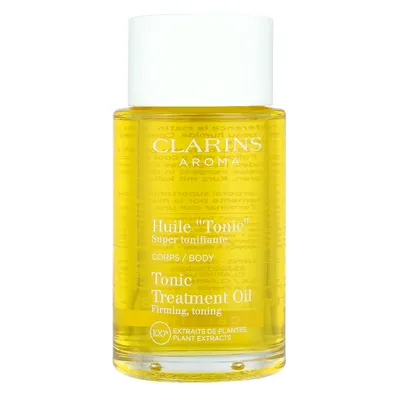 CLARINS
AROMA
Huile "Tonic"
Super tonifiante
CORPS / BODY
Tonic
Treatment Oil
Firming, toning
100%
EXTRAITS DE PLANTES
PLANT EXTRACTS